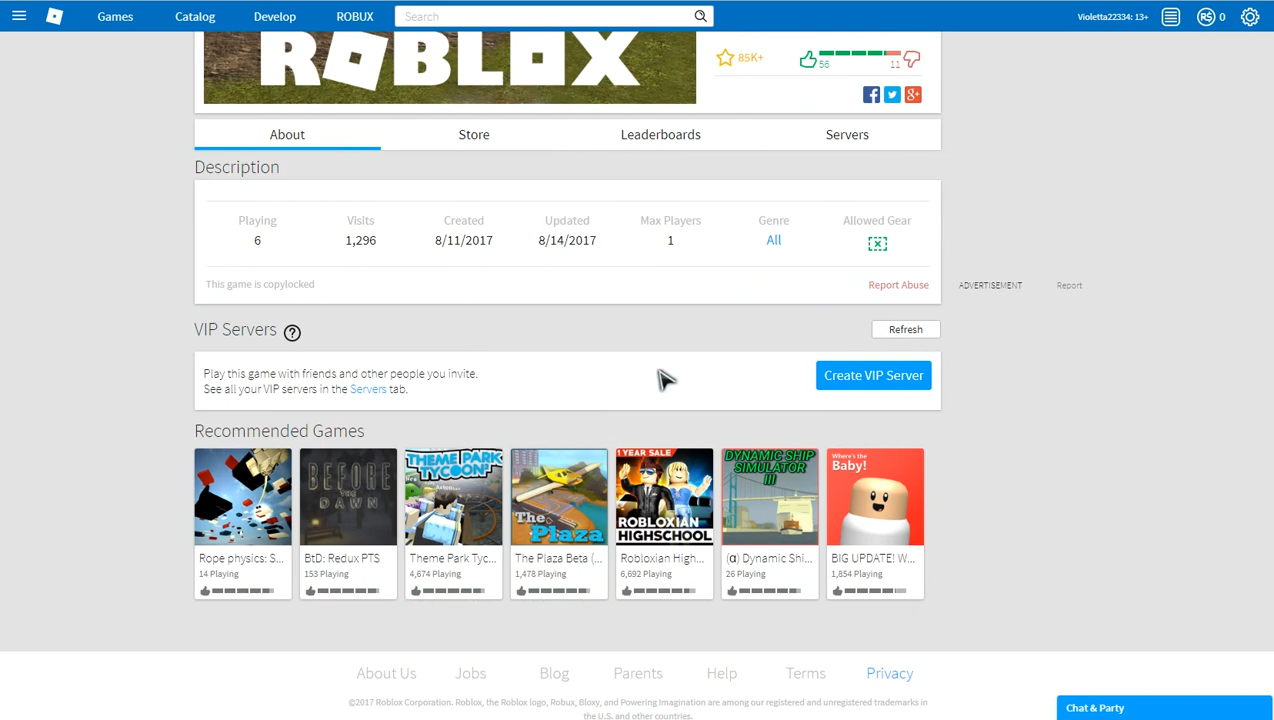 Games Catalog Develop ROBUX Search Violetta22334: 13+ R$ 0
ROBLOX
85K+ 56 11
About Store Leaderboards Servers
Description
Playing Visits Created Updated Max Players Genre Allowed Gear
6 1,296 8/11/2017 8/14/2017 1 All
This game is copylocked Report Abuse
ADVERTISEMENT Report
VIP Servers ? Refresh
Play this game with friends and other people you invite.
See all your VIP servers in the Servers tab.
Create VIP Server
Recommended Games
BEFORE THE DAWN
THEME PARK TYCOON
The Plaza
1 YEAR SALE
ROBLOXIAN HIGHSCHOOL
DYNAMIC SHIP SIMULATOR III
Where's the Baby!
Rope physics: S... BtD: Redux PTS Theme Park Tyc... The Plaza Beta (... Robloxian High... (α) Dynamic Shi... BIG UPDATE! W...
14 Playing 153 Playing 4,674 Playing 1,478 Playing 6,692 Playing 26 Playing 1,854 Playing
About Us Jobs Blog Parents Help Terms Privacy
©2017 Roblox Corporation. Roblox, the Roblox logo, Robux, Bloxy, and Powering Imagination are among our registered and unregistered trademarks in
the U.S. and other countries.
Chat & Party